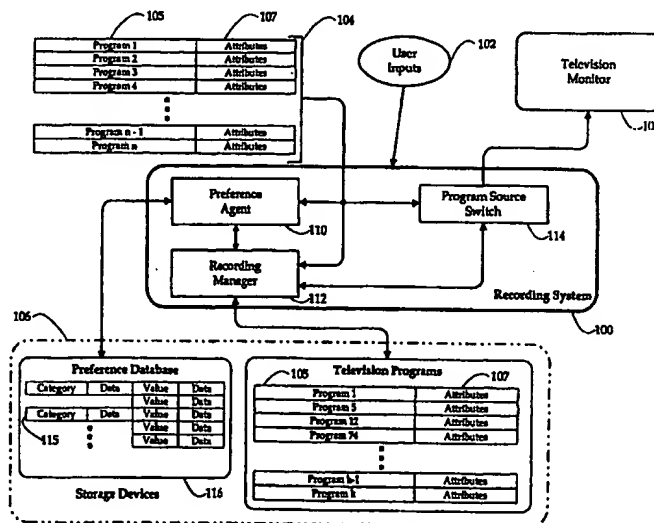 105
107
104
Program 1 Attributes
Program 2 Attributes
Program 3 Attributes
Program 4 Attributes
Program n - 1 Attributes
Program n Attributes
User Inputs
102
Television Monitor
10
Preference Agent
110
Program Source Switch
114
Recording Manager
112
Recording System
100
106
Preference Database
Category Data Value Data
Value Data
Category Data Value Data
Value Data
Value Data
115
116
Storage Devices
Television Programs
105
107
Program 1 Attributes
Program 5 Attributes
Program 12 Attributes
Program 74 Attributes
Program k-1 Attributes
Program k Attributes